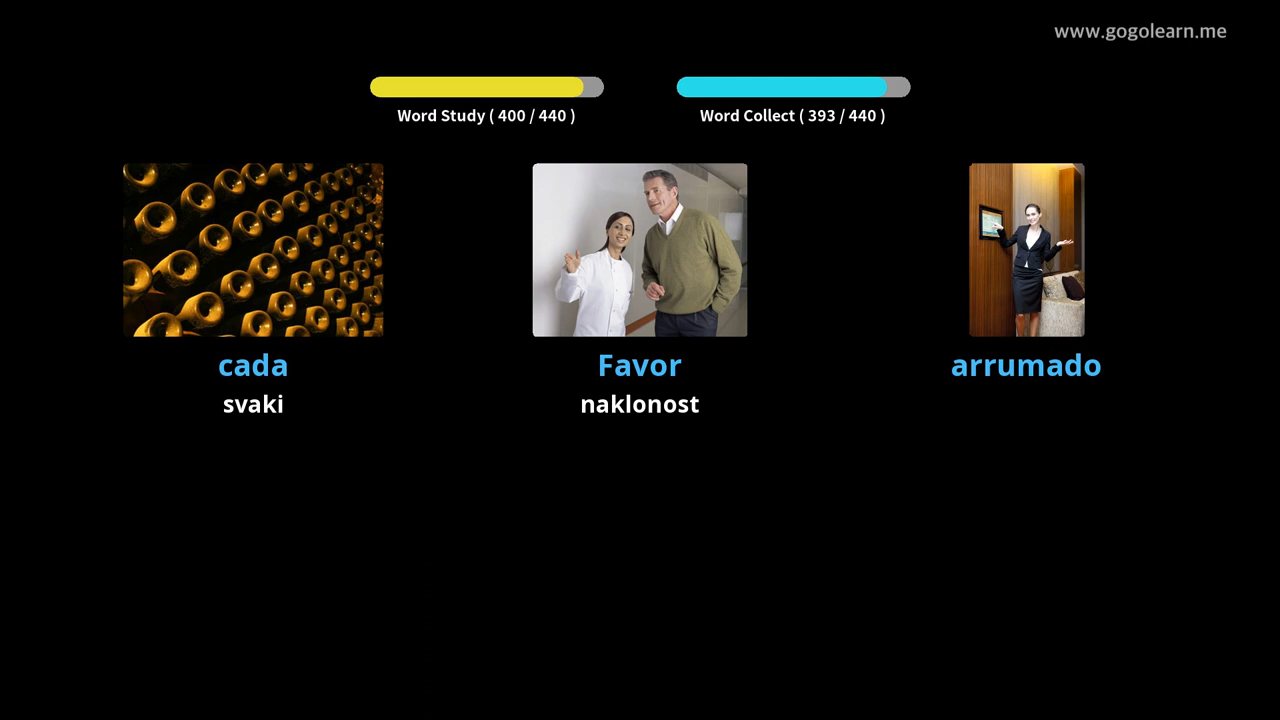 www.gogolearn.me
Word Study ( 400 / 440 )
Word Collect ( 393 / 440 )
cada
Favor
arrumado
svaki
naklonost